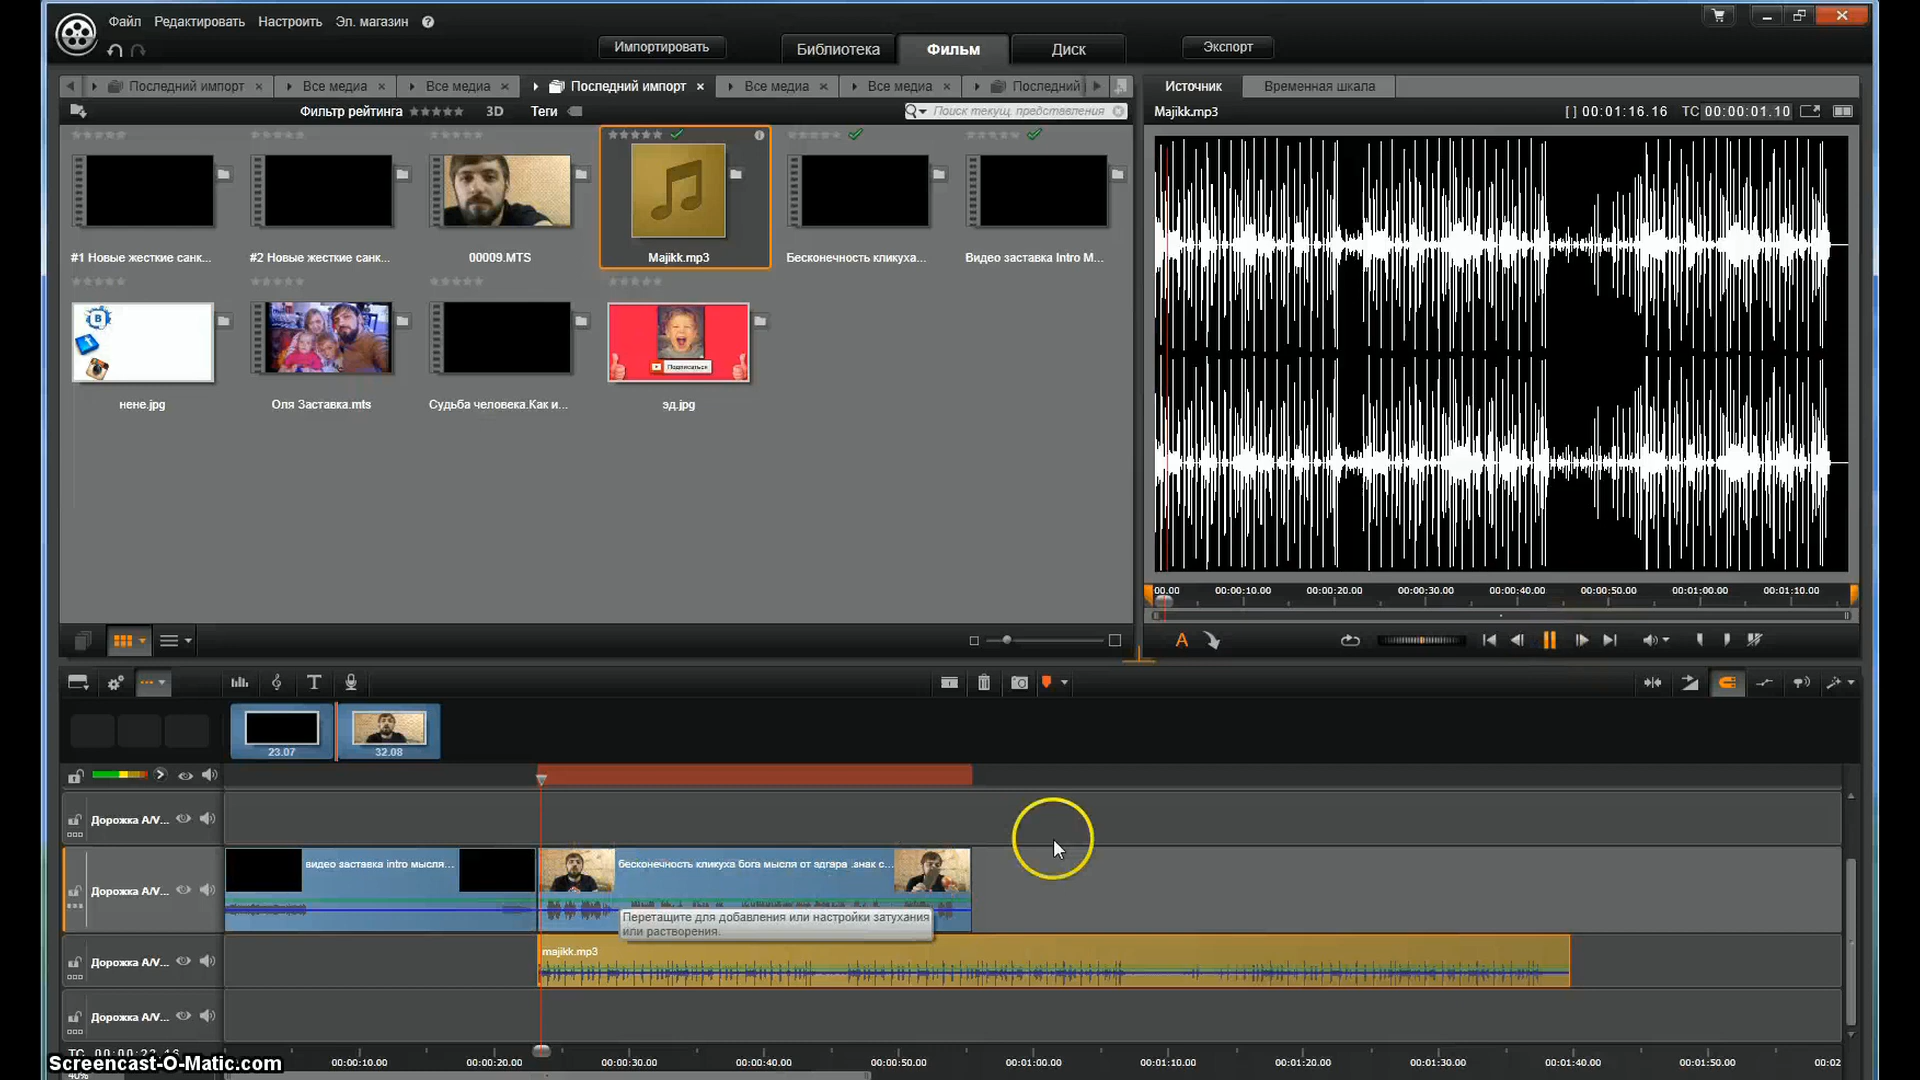 Файл Редактировать Настроить Эл. магазин ?
Импортировать Библиотека Фильм Диск Экспорт
Последний импорт × Все медиа × Все медиа × Последний импорт × Все медиа × Все медиа × Последний
Источник Временная шкала
Фильтр рейтинга 3D Теги Поиск текущ. представления
Majikk.mp3 [ ] 00:01:16.16 TC 00:00:01.10
#1 Новые жесткие санк... #2 Новые жесткие санк... 00009.MTS Majikk.mp3 Бесконечность кликуха... Видео заставка Intro М...
Подписаться
нене.jpg Оля Заставка.mts Судьба человека.Как и... эд.jpg
00.00 00:00:10.00 00:00:20.00 00:00:30.00 00:00:40.00 00:00:50.00 00:01:00.00 00:01:10.00
A
T
23.07 32.08
Дорожка A/V...
видео заставка intro мысля... бесконечность кликуха бога мысля от эдгара :знак с...
Дорожка A/V...
Перетащите для добавления или настройки затухания
или растворения.
majikk.mp3
Дорожка A/V...
Дорожка A/V...
Screencast-O-Matic.com
00:00:10.00 00:00:20.00 00:00:30.00 00:00:40.00 00:00:50.00 00:01:00.00 00:01:10.00 00:01:20.00 00:01:30.00 00:01:40.00 00:01:50.00 00:02